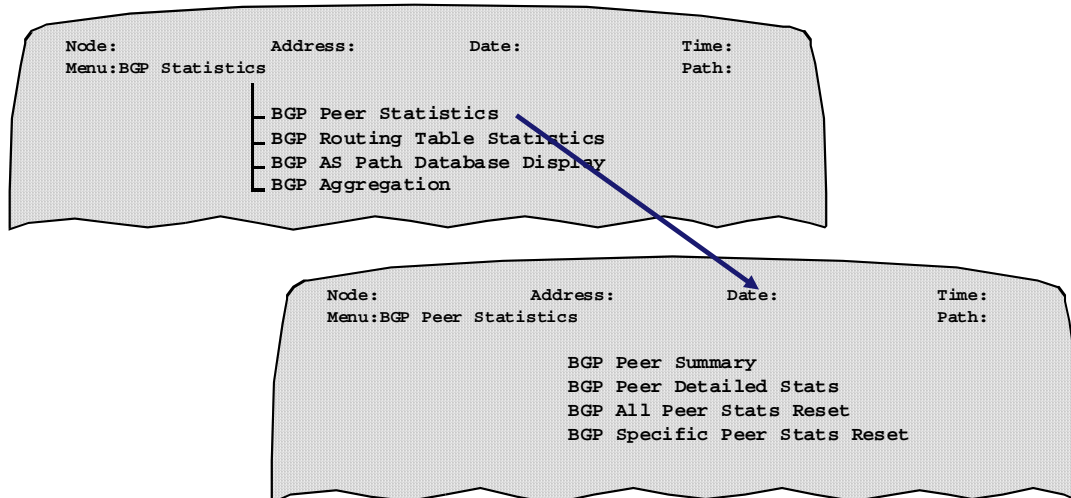 Node: Address: Date: Time:
Menu:BGP Statistics Path:
BGP Peer Statistics
BGP Routing Table Statistics
BGP AS Path Database Display
BGP Aggregation
Node: Address: Date: Time:
Menu:BGP Peer Statistics Path:
BGP Peer Summary
BGP Peer Detailed Stats
BGP All Peer Stats Reset
BGP Specific Peer Stats Reset